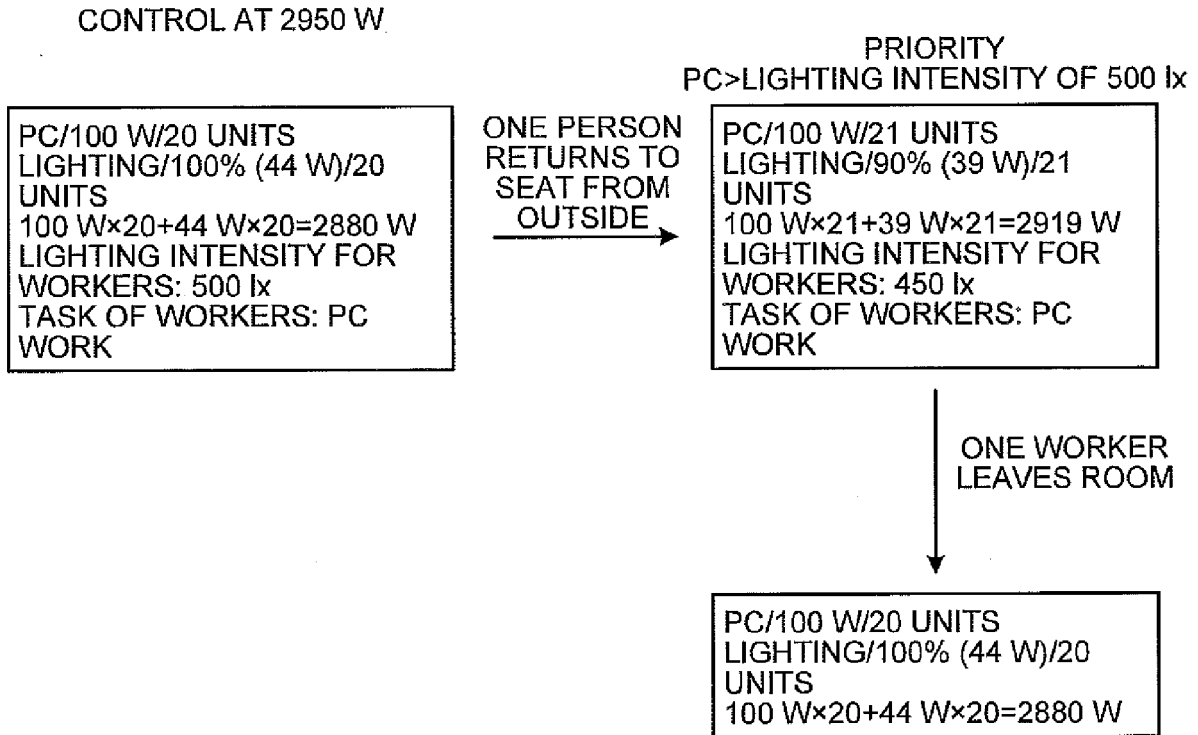 CONTROL AT 2950 W
PRIORITY
PC>LIGHTING INTENSITY OF 500 lx
PC/100 W/20 UNITS
LIGHTING/100% (44 W)/20
UNITS
100 W×20+44 W×20=2880 W
LIGHTING INTENSITY FOR
WORKERS: 500 lx
TASK OF WORKERS: PC
WORK
ONE PERSON
RETURNS TO
SEAT FROM
OUTSIDE
PC/100 W/21 UNITS
LIGHTING/90% (39 W)/21
UNITS
100 W×21+39 W×21=2919 W
LIGHTING INTENSITY FOR
WORKERS: 450 lx
TASK OF WORKERS: PC
WORK
ONE WORKER
LEAVES ROOM
PC/100 W/20 UNITS
LIGHTING/100% (44 W)/20
UNITS
100 W×20+44 W×20=2880 W